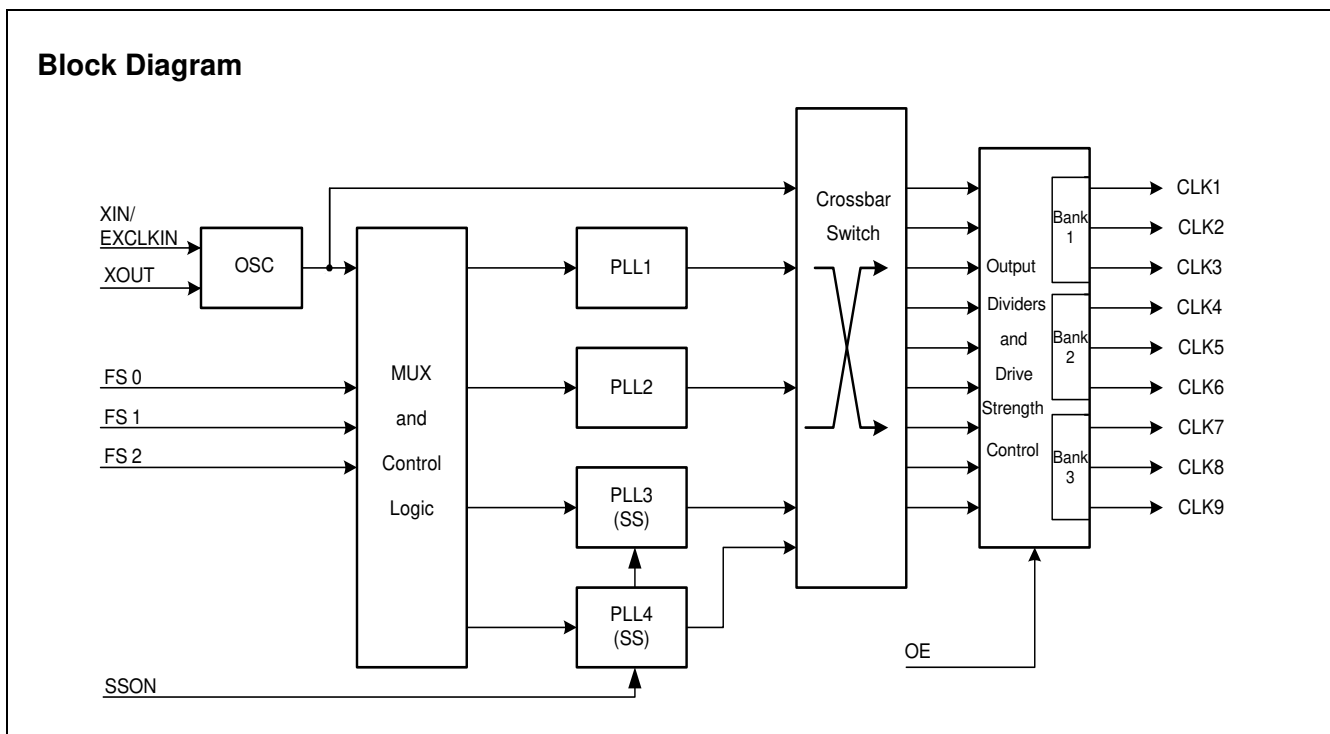 Block Diagram
XIN/
EXCLKIN
XOUT
OSC
FS 0
FS 1
FS 2
SSON
MUX
and
Control
Logic
PLL1
PLL2
PLL3
(SS)
PLL4
(SS)
Crossbar
Switch
Output
Dividers
and
Drive
Strength
Control
Bank
1
Bank
2
Bank
3
CLK1
CLK2
CLK3
CLK4
CLK5
CLK6
CLK7
CLK8
CLK9
OE